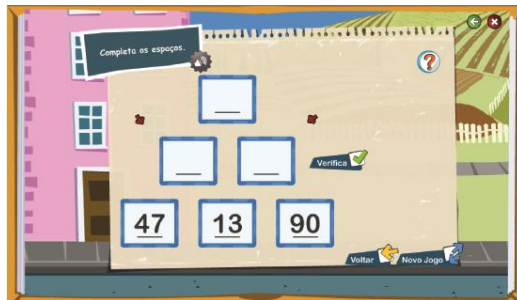 Completa os espaços.
?
Verifica
47 13 90
Voltar Novo Jogo